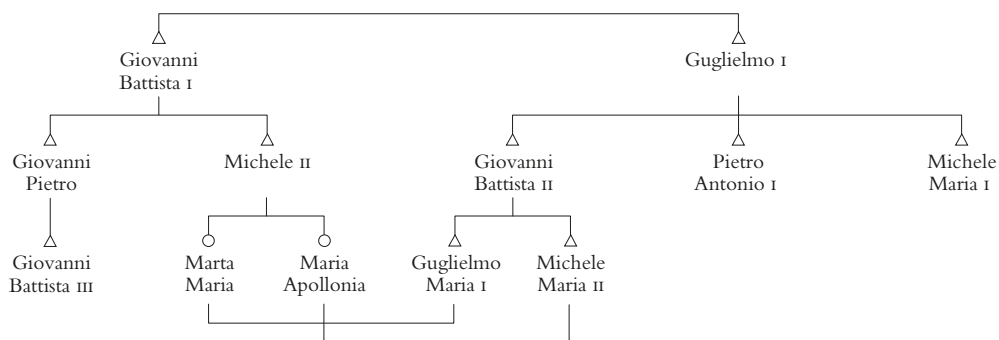 Giovanni
Battista I
Guglielmo I
Giovanni
Pietro
Michele II
Giovanni
Battista II
Pietro
Antonio I
Michele
Maria I
Giovanni
Battista III
Marta
Maria
Maria
Apollonia
Guglielmo
Maria I
Michele
Maria II